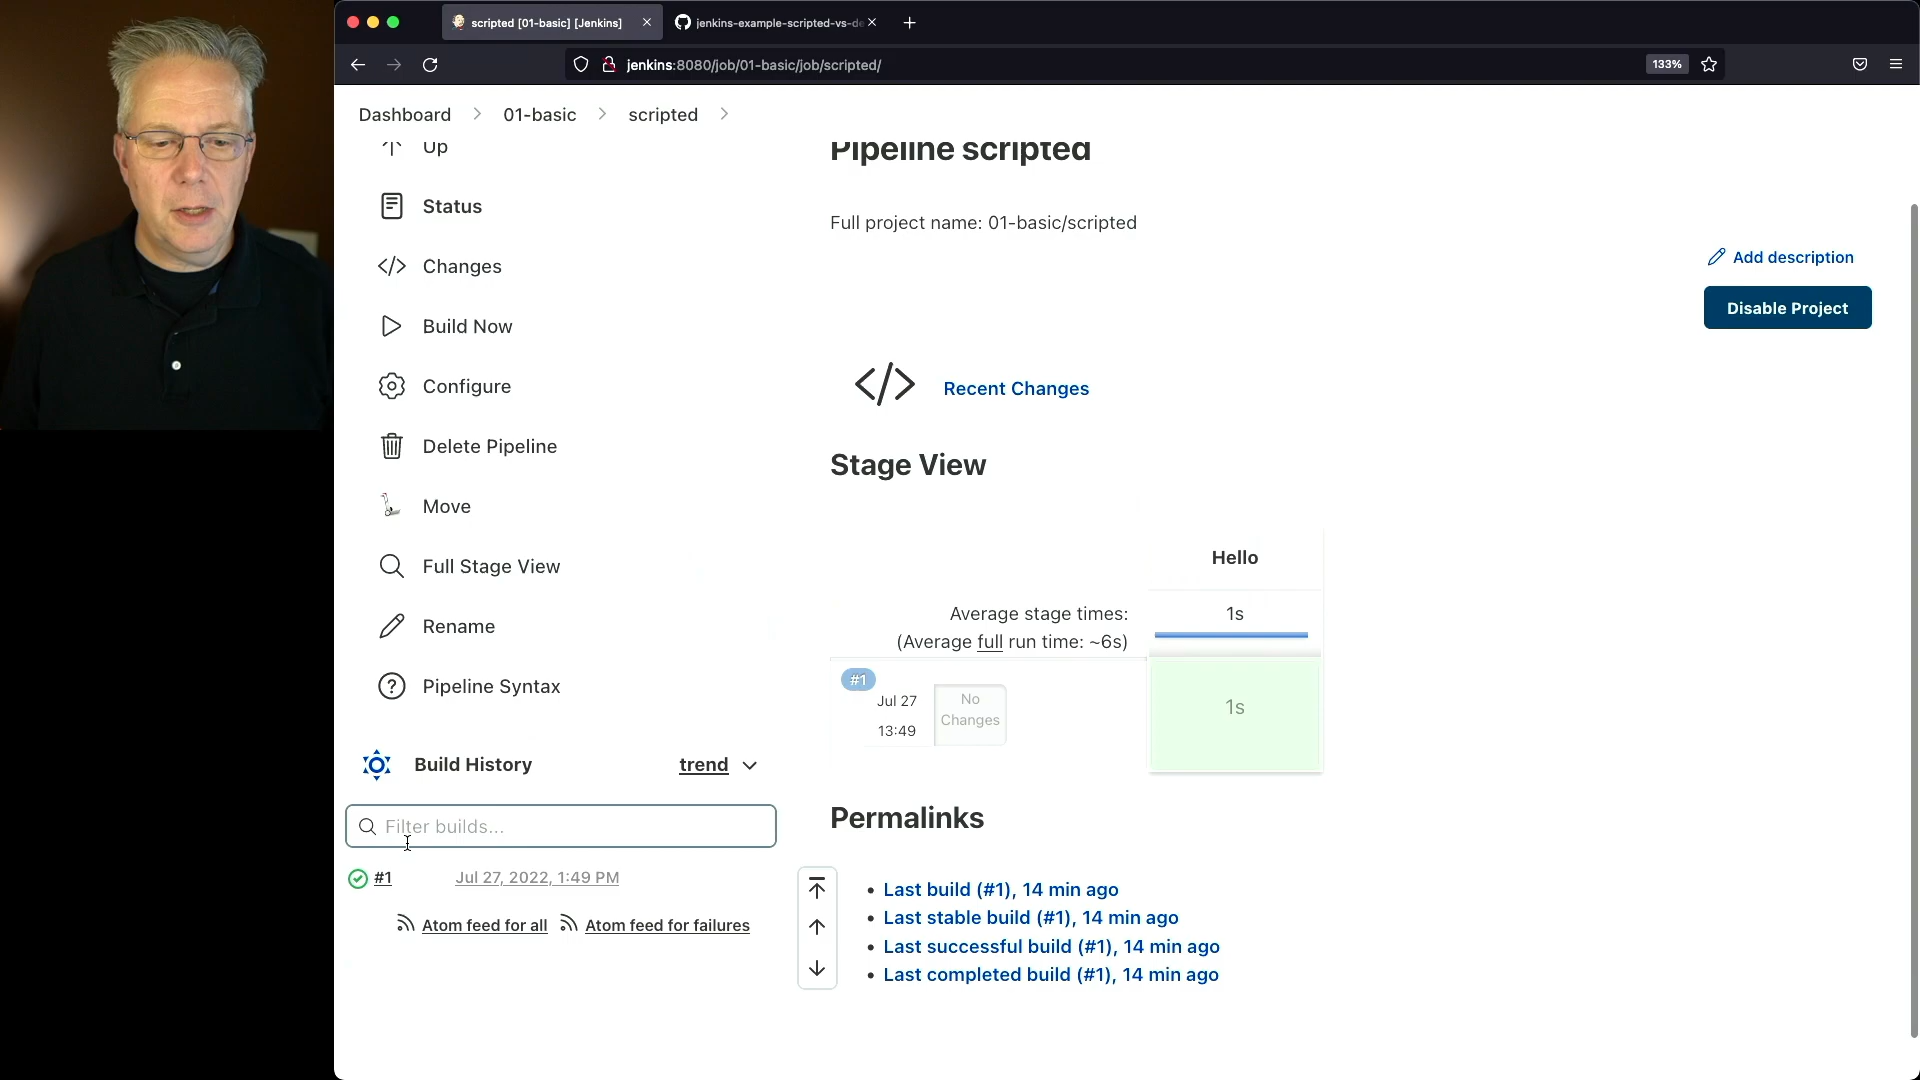 scripted [01-basic] [Jenkins]
jenkins-example-scripted-vs-de
jenkins:8080/job/01-basic/job/scripted/
133%
Dashboard
01-basic
scripted
Up
Status
Changes
Build Now
Configure
Delete Pipeline
Move
Full Stage View
Rename
Pipeline Syntax
Build History
trend
Filter builds...
#1
Jul 27, 2022, 1:49 PM
Atom feed for all
Atom feed for failures
Pipeline scripted
Full project name: 01-basic/scripted
Add description
Disable Project
Recent Changes
Stage View
Hello
Average stage times:
(Average full run time: ~6s)
1s
#1
Jul 27
13:49
No
Changes
1s
Permalinks
• Last build (#1), 14 min ago
• Last stable build (#1), 14 min ago
• Last successful build (#1), 14 min ago
• Last completed build (#1), 14 min ago